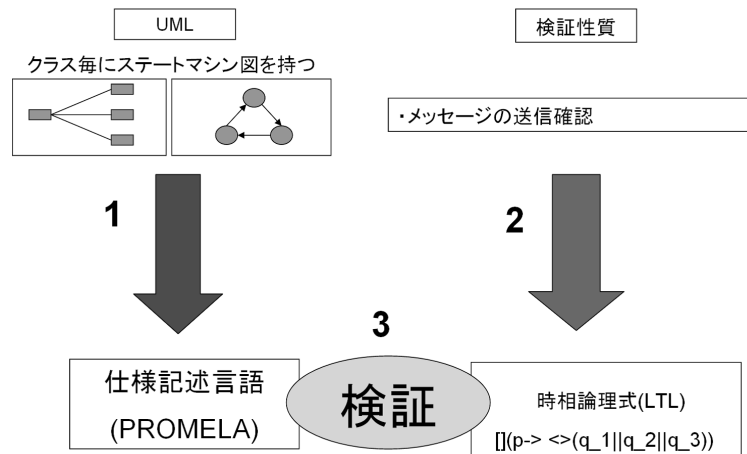 UML
検証性質
クラス毎にステートマシン図を持つ
・メッセージの送信確認
1
2
3
仕様記述言語
(PROMELA)
検証
時相論理式(LTL)
[](p-> <>(q_1||q_2||q_3))